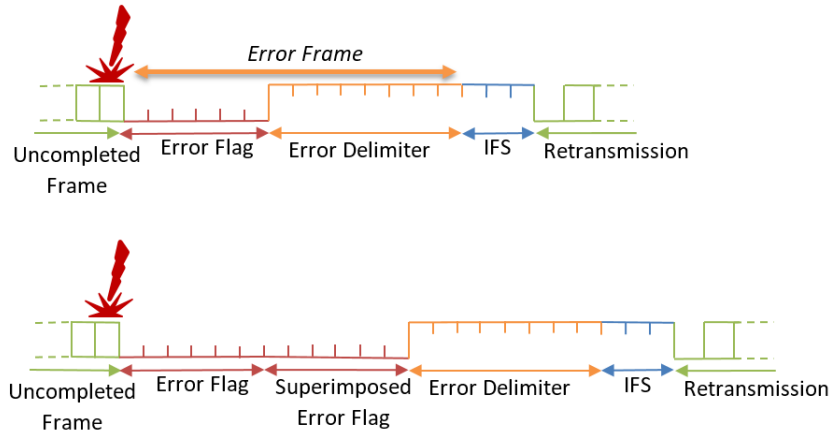 Error Frame
Uncompleted Frame
Error Flag
Error Delimiter
IFS
Retransmission
Uncompleted Frame
Error Flag
Superimposed Error Flag
Error Delimiter
IFS
Retransmission